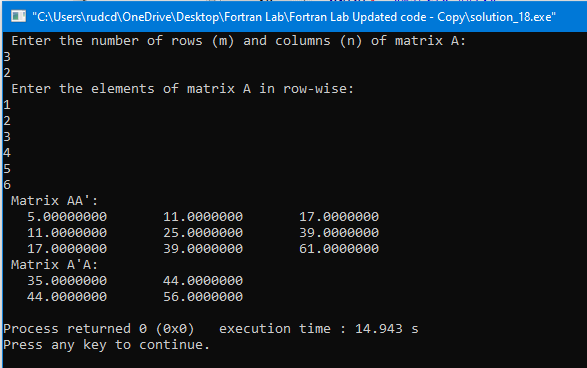 "C:\Users\rudcd\OneDrive\Desktop\Fortran Lab\Fortran Lab Updated code - Copy\solution_18.exe"
Enter the number of rows (m) and columns (n) of matrix A:
3
2
Enter the elements of matrix A in row-wise:
1
2
3
4
5
6
Matrix AA':
5.00000000 11.0000000 17.0000000
11.0000000 25.0000000 39.0000000
17.0000000 39.0000000 61.0000000
Matrix A'A:
35.0000000 44.0000000
44.0000000 56.0000000
Process returned 0 (0x0) execution time : 14.943 s
Press any key to continue.